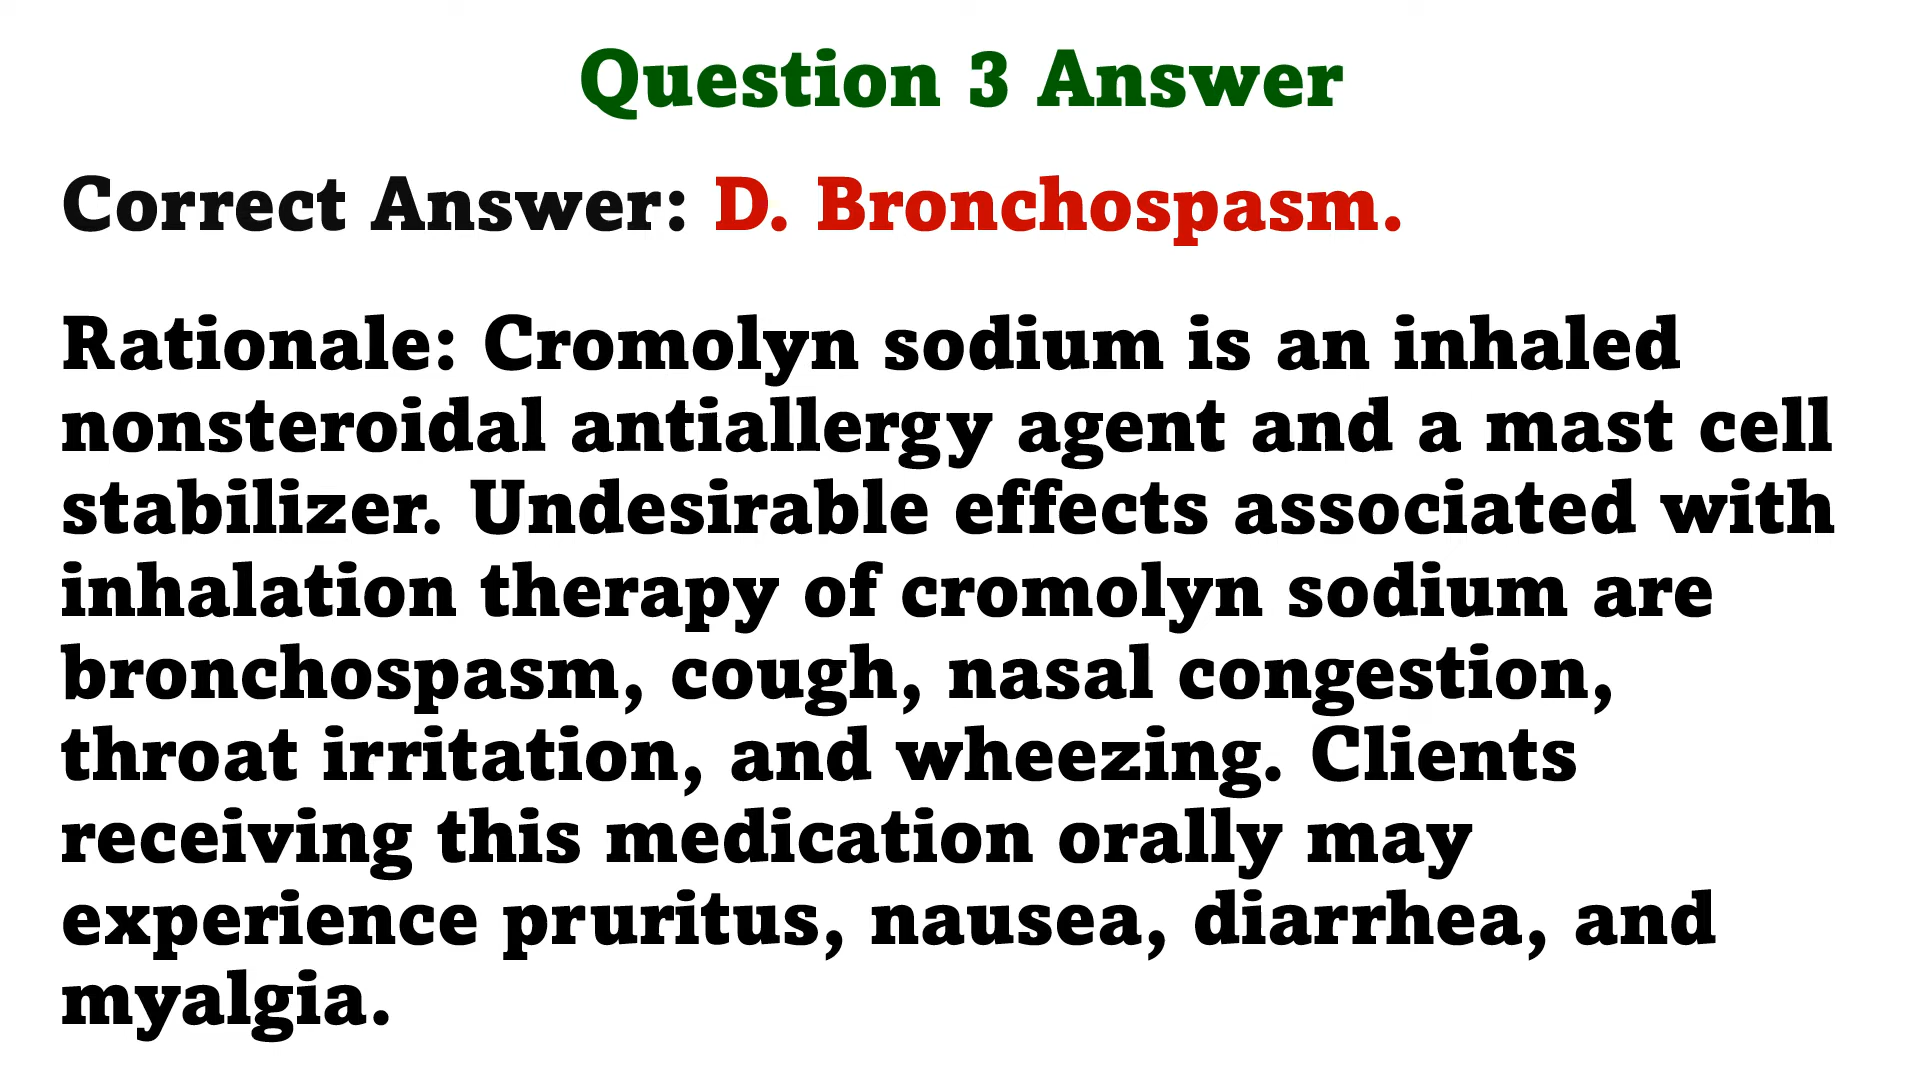 Question 3 Answer
Correct Answer: D. Bronchospasm.
Rationale: Cromolyn sodium is an inhaled
nonsteroidal antiallergy agent and a mast cell
stabilizer. Undesirable effects associated with
inhalation therapy of cromolyn sodium are
bronchospasm, cough, nasal congestion,
throat irritation, and wheezing. Clients
receiving this medication orally may
experience pruritus, nausea, diarrhea, and
myalgia.